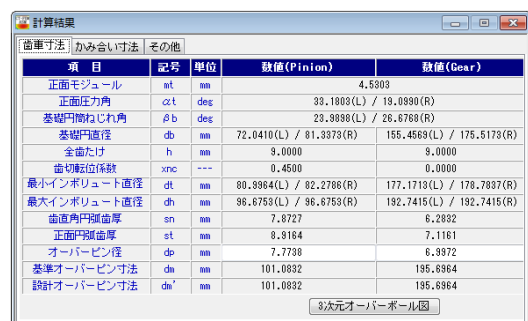 計算結果
歯車寸法 かみ合い寸法 その他
項 目 記号 単位 数値(Pinion) 数値(Gear)
正面モジュール mt mm 4.5303
正面圧力角 αt deg 33.1803(L) / 19.0990(R)
基礎円筒ねじれ角 βb deg 23.9898(L) / 26.6768(R)
基礎円直径 db mm 72.0410(L) / 81.3373(R) 155.4569(L) / 175.5173(R)
全歯たけ h mm 9.0000 9.0000
歯切転位係数 xnc --- 0.4500 0.0000
最小インボリュート直径 dt mm 80.9964(L) / 82.2786(R) 177.1713(L) / 178.7837(R)
最大インボリュート直径 dh mm 96.6753(L) / 96.6753(R) 192.7415(L) / 192.7415(R)
歯直角円弧歯厚 sn mm 7.8727 6.2832
正面円弧歯厚 st mm 8.9164 7.1161
オーバーピン径 dp mm 7.7738 6.9972
基準オーバーピン寸法 dm mm 101.0832 195.6964
設計オーバーピン寸法 dm' mm 101.0832 195.6964
3次元オーバーボール図